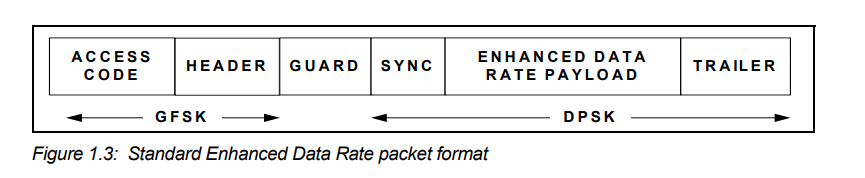 ACCESS CODE HEADER GUARD SYNC ENHANCED DATA RATE PAYLOAD TRAILER
GFSK DPSK
Figure 1.3: Standard Enhanced Data Rate packet format